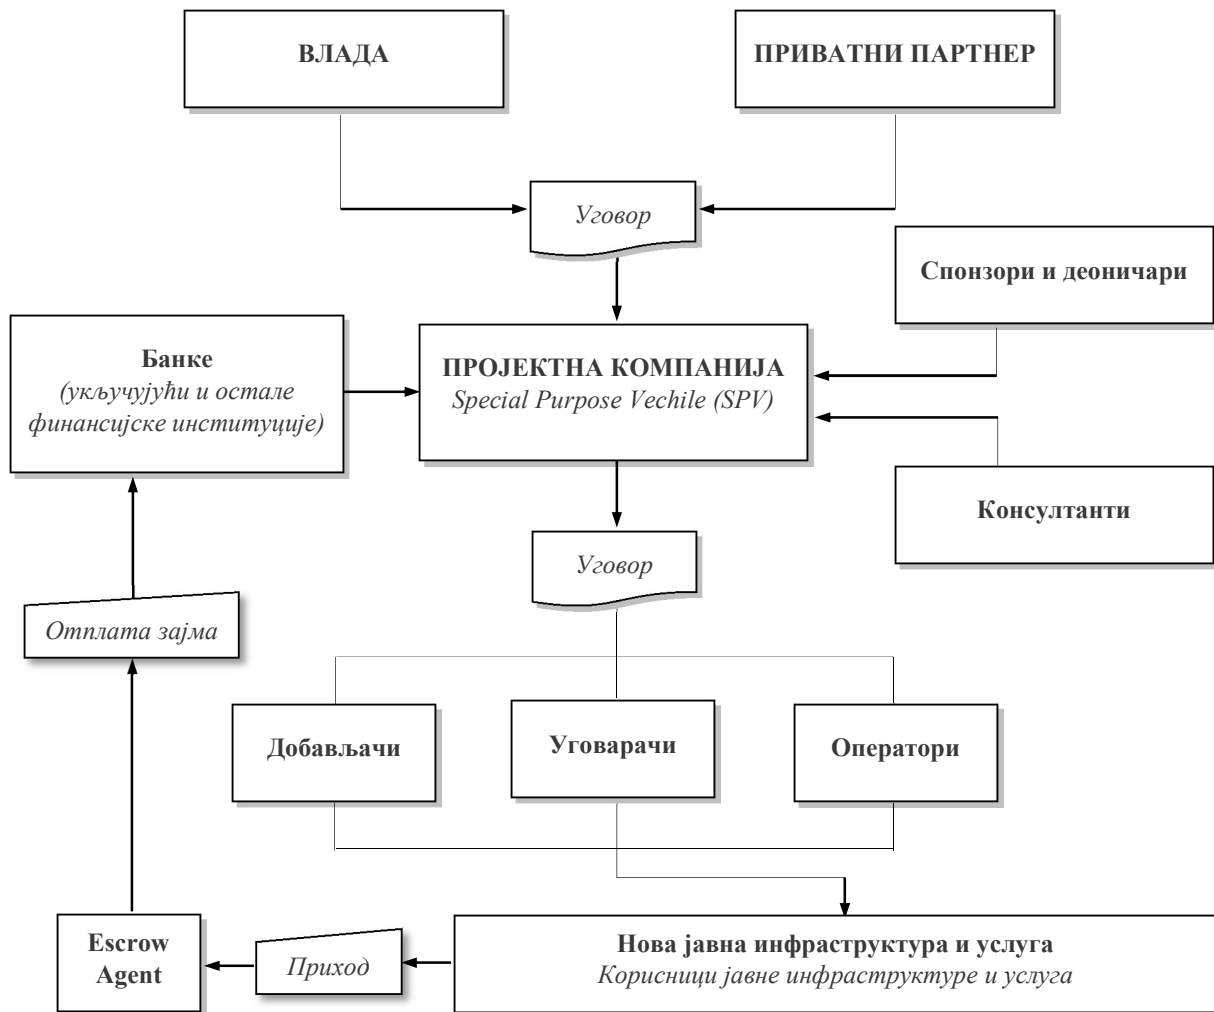 ВЛАДА
ПРИВАТНИ ПАРТНЕР
Уговор
Спонзори и деоничари
Банке
(укључујући и остале
финансијске институције)
ПРОЈЕКТНА КОМПАНИЈА
Special Purpose Vechile (SPV)
Консултанти
Уговор
Отплата зајма
Добављачи
Уговарачи
Оператори
Escrow
Agent
Приход
Нова јавна инфраструктура и услуга
Корисници јавне инфраструктуре и услуга